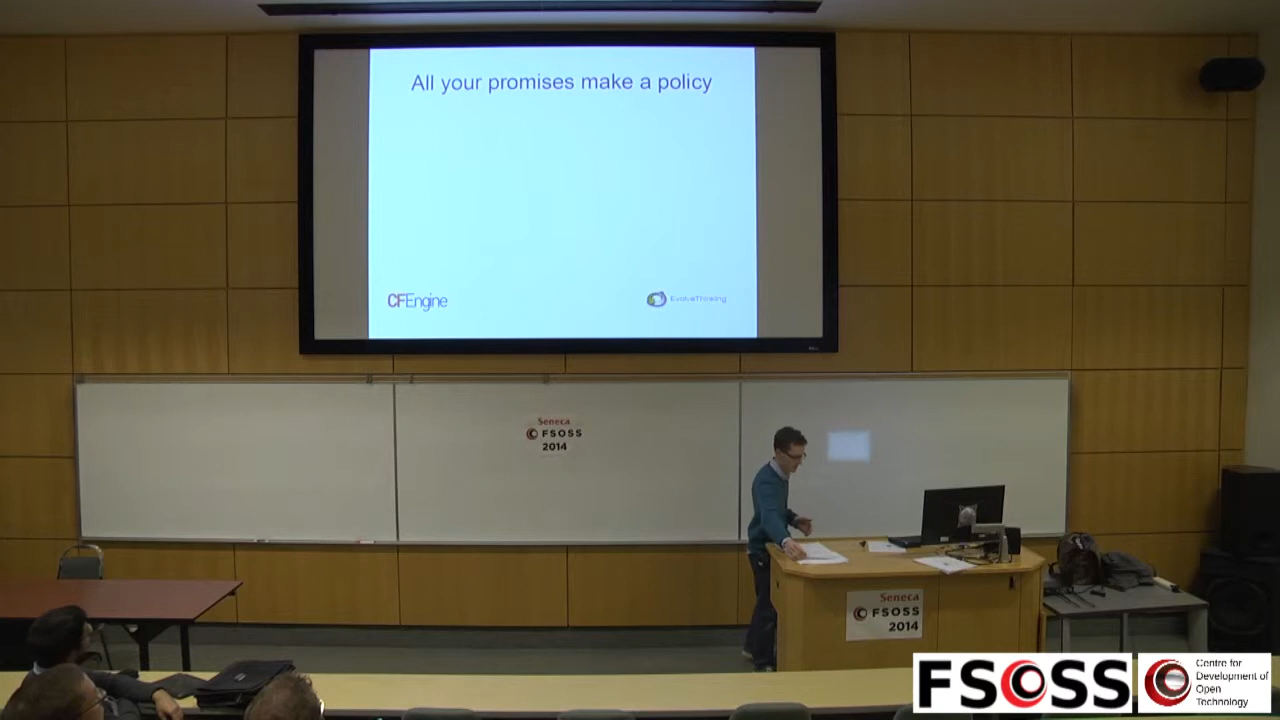 All your promises make a policy
CFEngine
EvolveThinking
Seneca
FSOSS
2014
Seneca
FSOSS
2014
FSOSS
Centre for
Development of
Open
Technology